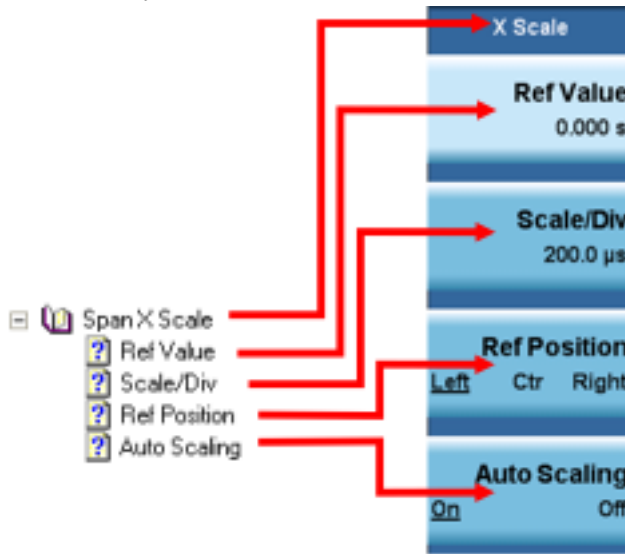 X Scale
Ref Value
0.000 s
Scale/Div
200.0 µs
Ref Position
Left Ctr Right
Auto Scaling
On Off
Span X Scale
Ref Value
Scale/Div
Ref Position
Auto Scaling